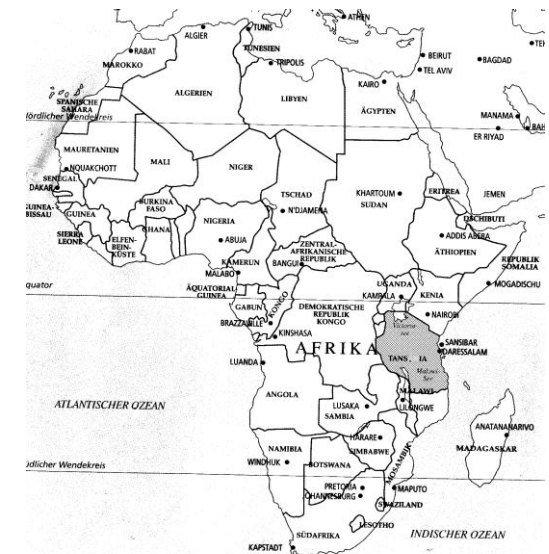 ATHEN
TUNIS
ALGIER
RABAT
TUNESIEN
MAROKKO
TRIPOLIS
BEIRUT
BAGDAD
TEL AVIV
KAIRO
ALGERIEN
LIBYEN
ÄGYPTEN
SPANISCHE
SAHARA
MANAMA
ER RIYAD
Nördlicher Wendekreis
MAURETANIEN
NOUAKCHOTT
MALI
NIGER
TSCHAD
KHARTOUM
SUDAN
ERITREA
JEMEN
SENEGAL
DAKAR
GUINEA-
BISSAU
GUINEA
BURKINA
FASO
N'DJAMENA
DSCHIBUTI
SIERRA
LEONE
ELFEN-
BEIN-
KÜSTE
GHANA
NIGERIA
ABUJA
ADDIS ABERA
ÄTHIOPIEN
ZENTRAL-
AFRIKANISCHE
REPUBLIK
KAMERUN
BANGUI
MALABO
REPUBLIK
SOMALIA
MOGADISCHU
ÄQUATORIAL
GUINEA
UGANDA
KAMPALA
KENIA
NAIROBI
GABUN
KONGO
DEMOKRATISCHE
REPUBLIK
KONGO
BRAZZAVILLE
KINSHASA
Victoria-
see
SANSIBAR
DARESSALAM
AFRIKA
TANS
IA
Malawi-
See
LUANDA
ANGOLA
MALAWI
LILONGWE
LUSAKA
SAMBIA
ATLANTISCHER OZEAN
ANATANANARIVO
MADAGASKAR
HARARE
SIMBABWE
MOSAMBIK
NAMIBIA
WINDHUK
BOTSWANA
üdlicher Wendekreis
PRETORIA
JOHANNESBURG
MAPUTO
SWAZILAND
LESOTHO
SÜDAFRIKA
INDISCHER OZEAN
KAPSTADT